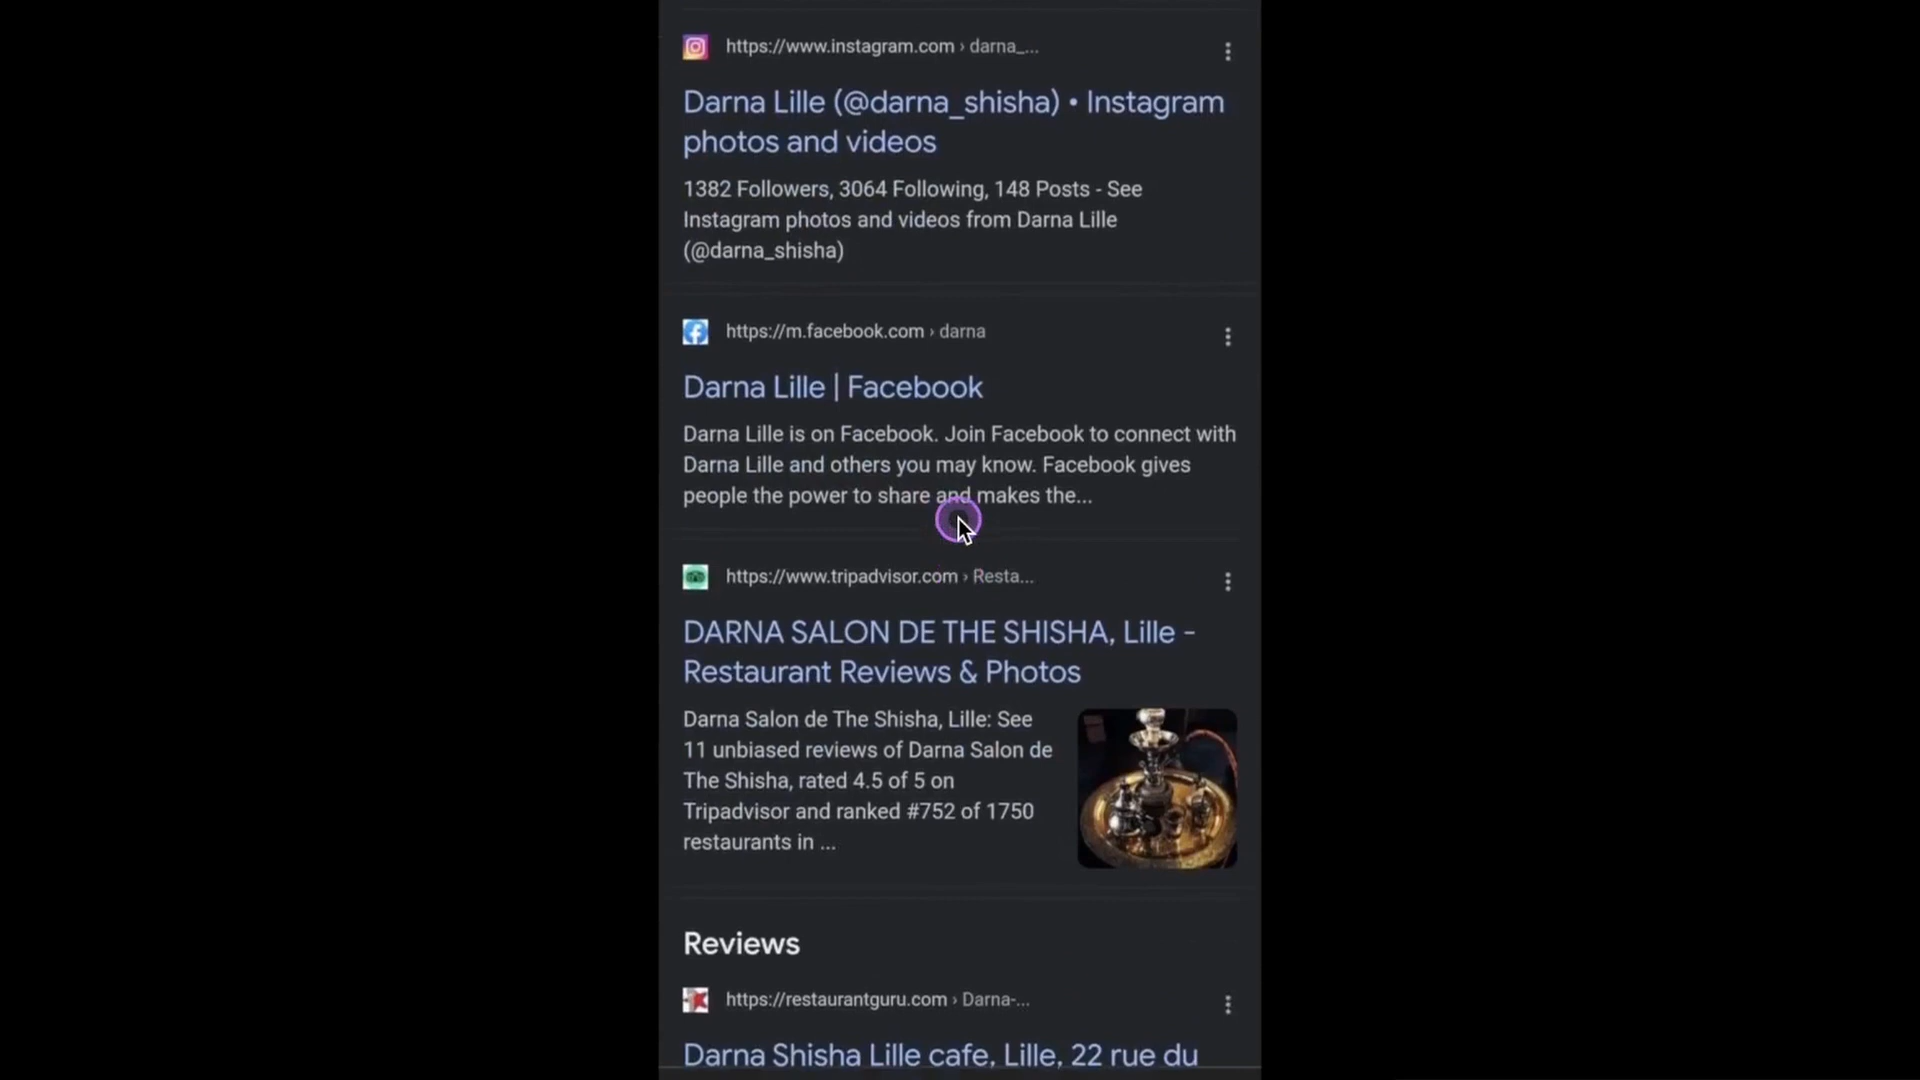 https://www.instagram.com › darna_...
Darna Lille (@darna_shisha) • Instagram
photos and videos
1382 Followers, 3064 Following, 148 Posts - See
Instagram photos and videos from Darna Lille
(@darna_shisha)
https://m.facebook.com › darna
Darna Lille | Facebook
Darna Lille is on Facebook. Join Facebook to connect with
Darna Lille and others you may know. Facebook gives
people the power to share and makes the...
https://www.tripadvisor.com › Resta...
DARNA SALON DE THE SHISHA, Lille -
Restaurant Reviews & Photos
Darna Salon de The Shisha, Lille: See
11 unbiased reviews of Darna Salon de
The Shisha, rated 4.5 of 5 on
Tripadvisor and ranked #752 of 1750
restaurants in ...
Reviews
https://restaurantguru.com › Darna-...
Darna Shisha Lille cafe, Lille, 22 rue du